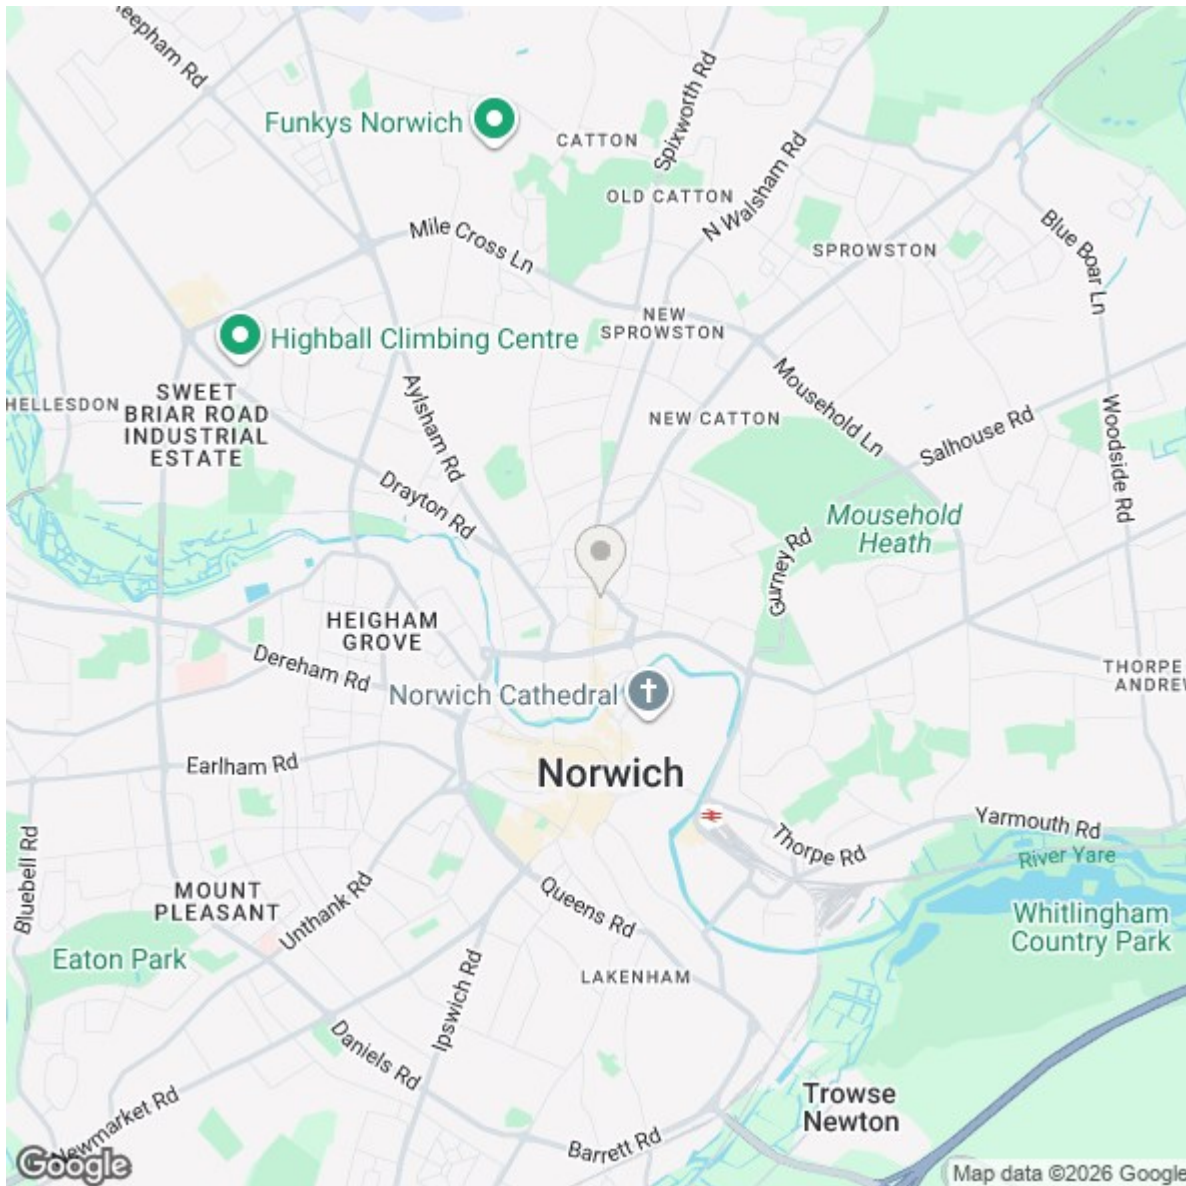 eepham Rd
Funkys Norwich
CATTON
Spixworth Rd
OLD CATTON
N Walsham Rd
Mile Cross Ln
SPROWSTON
Blue Boar Ln
NEW
SPROWSTON
Highball Climbing Centre
HELLESDON
SWEET
BRIAR ROAD
INDUSTRIAL
ESTATE
Aylsham Rd
NEW CATTON
Mousehold Ln
Salhouse Rd
Woodside Rd
Drayton Rd
Mousehold
Heath
Gurney Rd
HEIGHAM
GROVE
Dereham Rd
THORPE
ANDREW
Norwich Cathedral
Earlham Rd
Norwich
Yarmouth Rd
Thorpe Rd
River Yare
Bluebell Rd
MOUNT
PLEASANT
Unthank Rd
Queens Rd
Whitlingham
Country Park
Eaton Park
LAKENHAM
Ipswich Rd
Daniels Rd
Trowse
Newton
Newmarket Rd
Barrett Rd
Google
Map data ©2026 Google